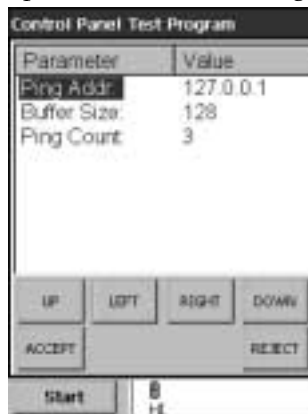 Control Panel Test Program
Parameter Value
Ping Addr: 127.0.0.1
Buffer Size: 128
Ping Count: 3
UP LEFT RIGHT DOWN
ACCEPT REJECT
Start